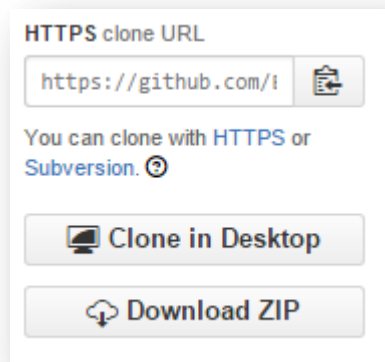 HTTPS clone URL
https://github.com/
You can clone with HTTPS or
Subversion.
Clone in Desktop
Download ZIP